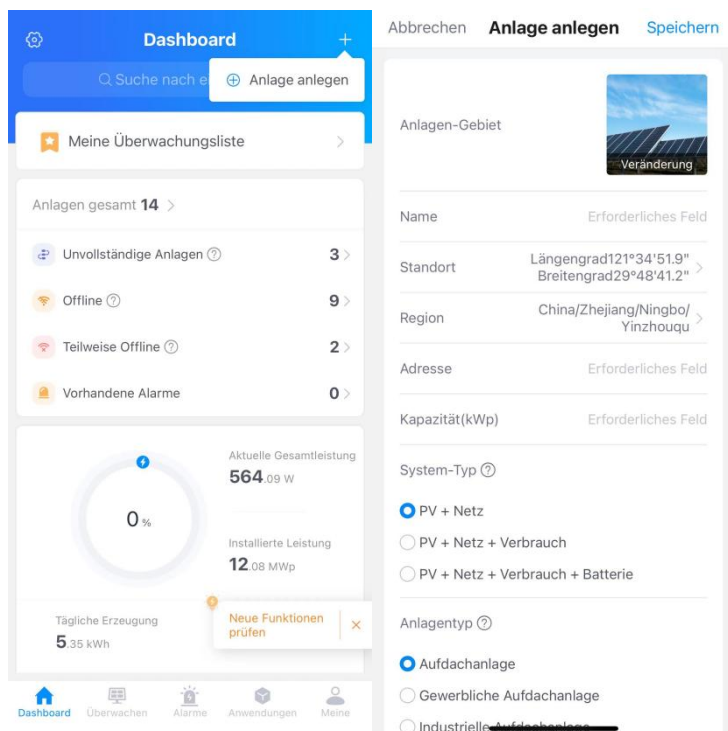 Dashboard
Suche nach e
Anlage anlegen
Meine Überwachungsliste
Anlagen gesamt 14
Unvollständige Anlagen 3
Offline 9
Teilweise Offline 2
Vorhandene Alarme 0
0 %
Aktuelle Gesamtleistung
564.09 W
Installierte Leistung
12.08 MWp
Tägliche Erzeugung
5.35 kWh
Neue Funktionen
prüfen
Dashboard Überwachen Alarme Anwendungen Meine
Abbrechen Anlage anlegen Speichern
Anlagen-Gebiet
Veränderung
Name Erforderliches Feld
Standort Längengrad121°34'51.9"
Breitengrad29°48'41.2"
Region China/Zhejiang/Ningbo/
Yinzhouqu
Adresse Erforderliches Feld
Kapazität(kWp) Erforderliches Feld
System-Typ
PV + Netz
PV + Netz + Verbrauch
PV + Netz + Verbrauch + Batterie
Anlagentyp
Aufdachanlage
Gewerbliche Aufdachanlage
Industrielle Aufdachanlage